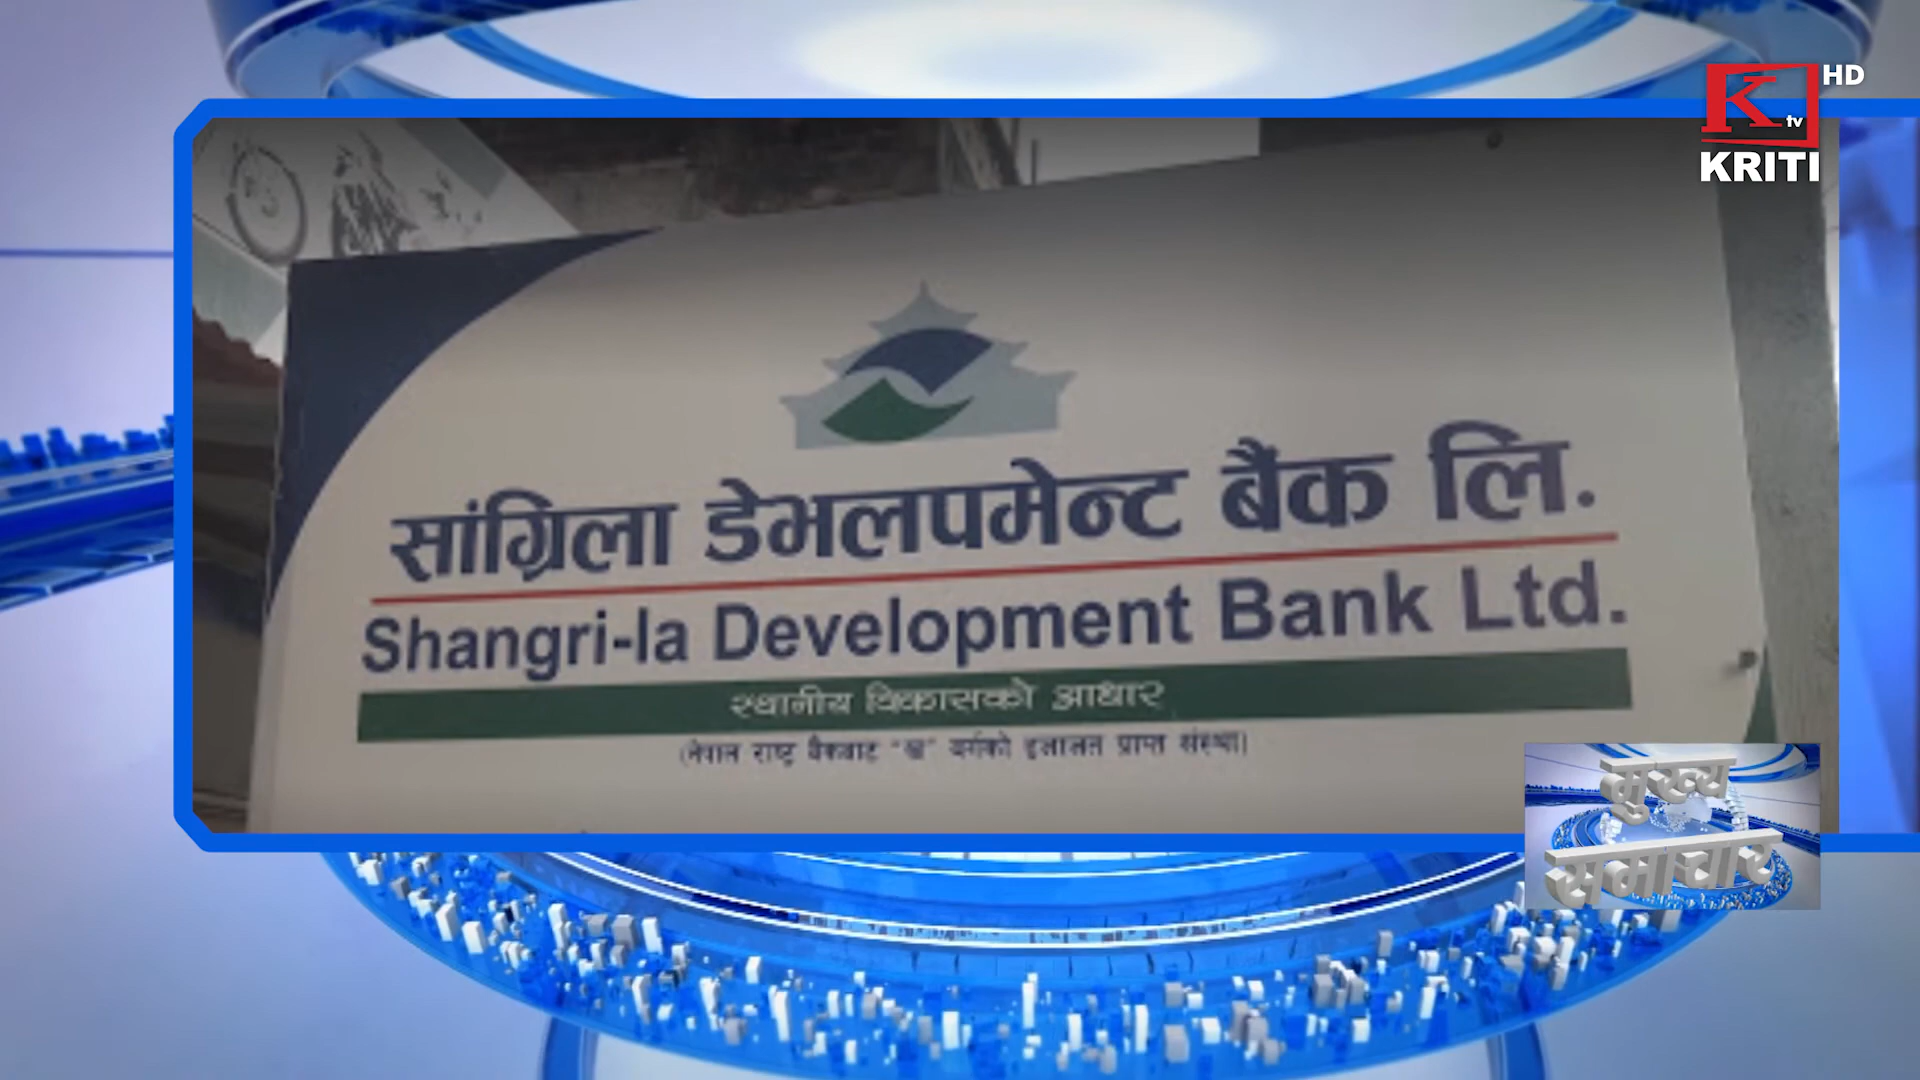 HD
K tv
KRITI
सांग्रिला डेभलपमेन्ट बैंक लि.
Shangri-la Development Bank Ltd.
स्थानीय विकासको आधार
(नेपाल राष्ट्र बैंकबाट "ख" वर्गको इजाजत प्राप्त संस्था)
मुख्य
समाचार